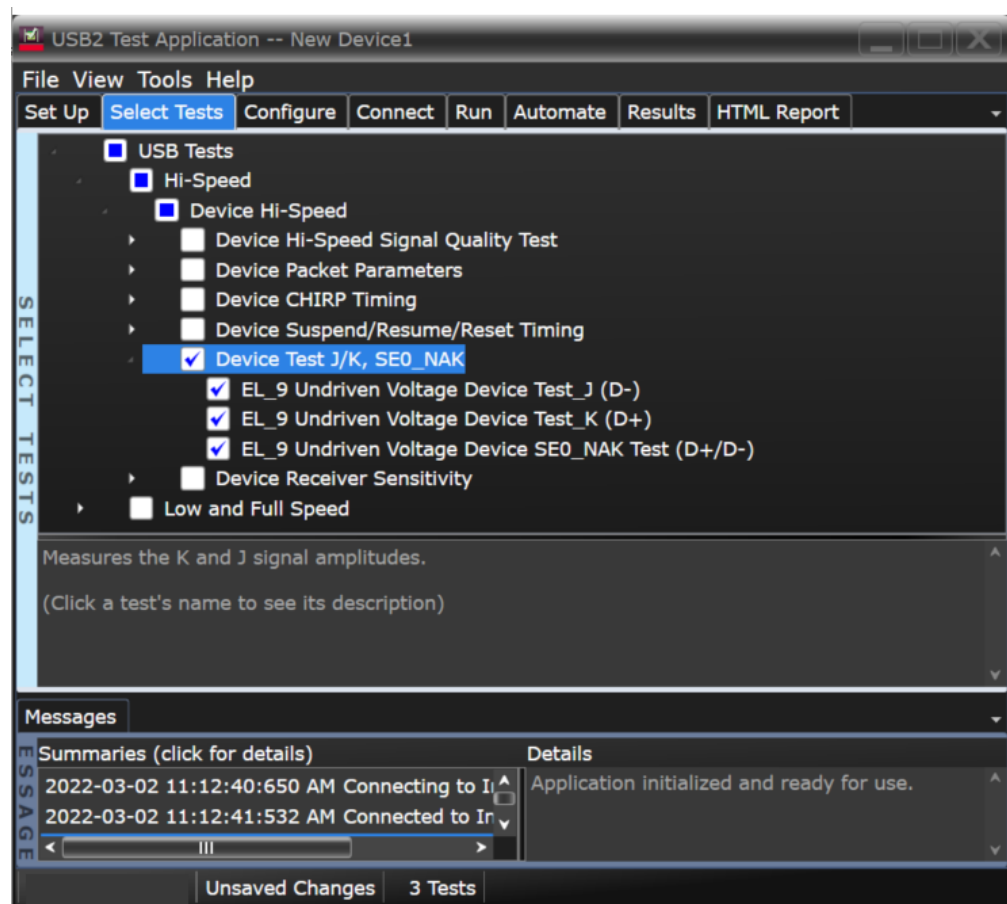 USB2 Test Application -- New Device1
File View Tools Help
Set Up Select Tests Configure Connect Run Automate Results HTML Report
SELECT TESTS
USB Tests
Hi-Speed
Device Hi-Speed
Device Hi-Speed Signal Quality Test
Device Packet Parameters
Device CHIRP Timing
Device Suspend/Resume/Reset Timing
Device Test J/K, SE0_NAK
EL_9 Undriven Voltage Device Test_J (D-)
EL_9 Undriven Voltage Device Test_K (D+)
EL_9 Undriven Voltage Device SE0_NAK Test (D+/D-)
Device Receiver Sensitivity
Low and Full Speed
Measures the K and J signal amplitudes.
(Click a test's name to see its description)
Messages
ESSAGE
Summaries (click for details) Details
2022-03-02 11:12:40:650 AM Connecting to Application initialized and ready for use.
2022-03-02 11:12:41:532 AM Connected to
Unsaved Changes 3 Tests